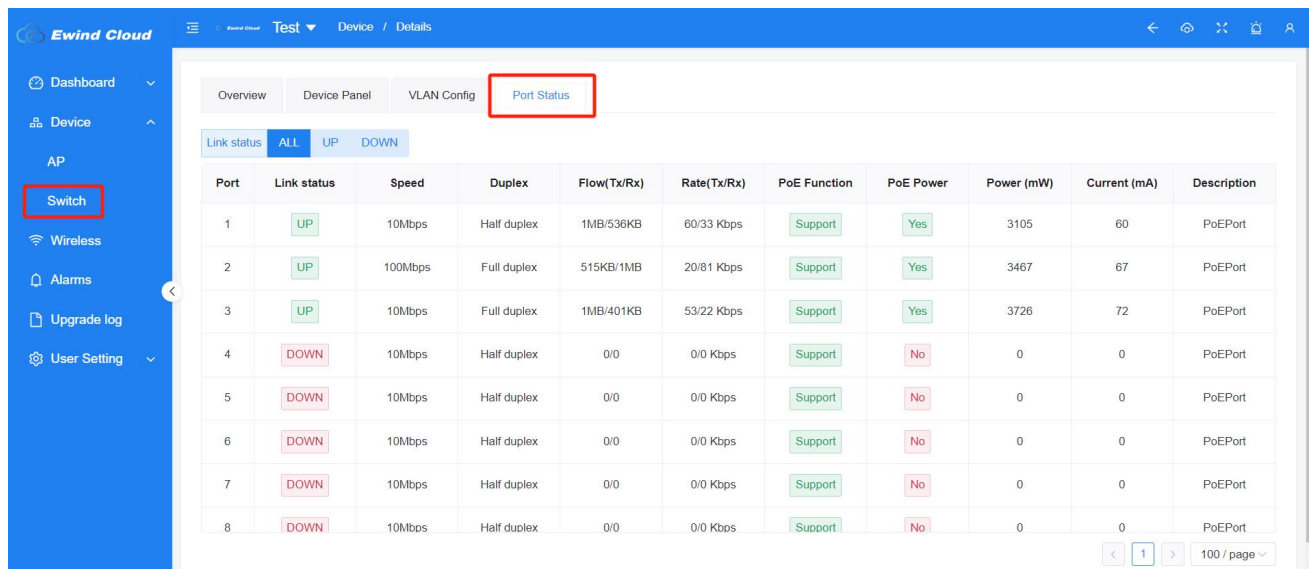 Ewind Cloud
Ewind Cloud Test Device / Details
Dashboard
Device
AP
Switch
Wireless
Alarms
Upgrade log
User Setting
Overview Device Panel VLAN Config Port Status
Link status ALL UP DOWN
Port Link status Speed Duplex Flow(Tx/Rx) Rate(Tx/Rx) PoE Function PoE Power Power (mW) Current (mA) Description
1 UP 10Mbps Half duplex 1MB/536KB 60/33 Kbps Support Yes 3105 60 PoEPort
2 UP 100Mbps Full duplex 515KB/1MB 20/81 Kbps Support Yes 3467 67 PoEPort
3 UP 10Mbps Full duplex 1MB/401KB 53/22 Kbps Support Yes 3726 72 PoEPort
4 DOWN 10Mbps Half duplex 0/0 0/0 Kbps Support No 0 0 PoEPort
5 DOWN 10Mbps Half duplex 0/0 0/0 Kbps Support No 0 0 PoEPort
6 DOWN 10Mbps Half duplex 0/0 0/0 Kbps Support No 0 0 PoEPort
7 DOWN 10Mbps Half duplex 0/0 0/0 Kbps Support No 0 0 PoEPort
8 DOWN 10Mbps Half duplex 0/0 0/0 Kbps Support No 0 0 PoEPort
< 1 > 100 / page